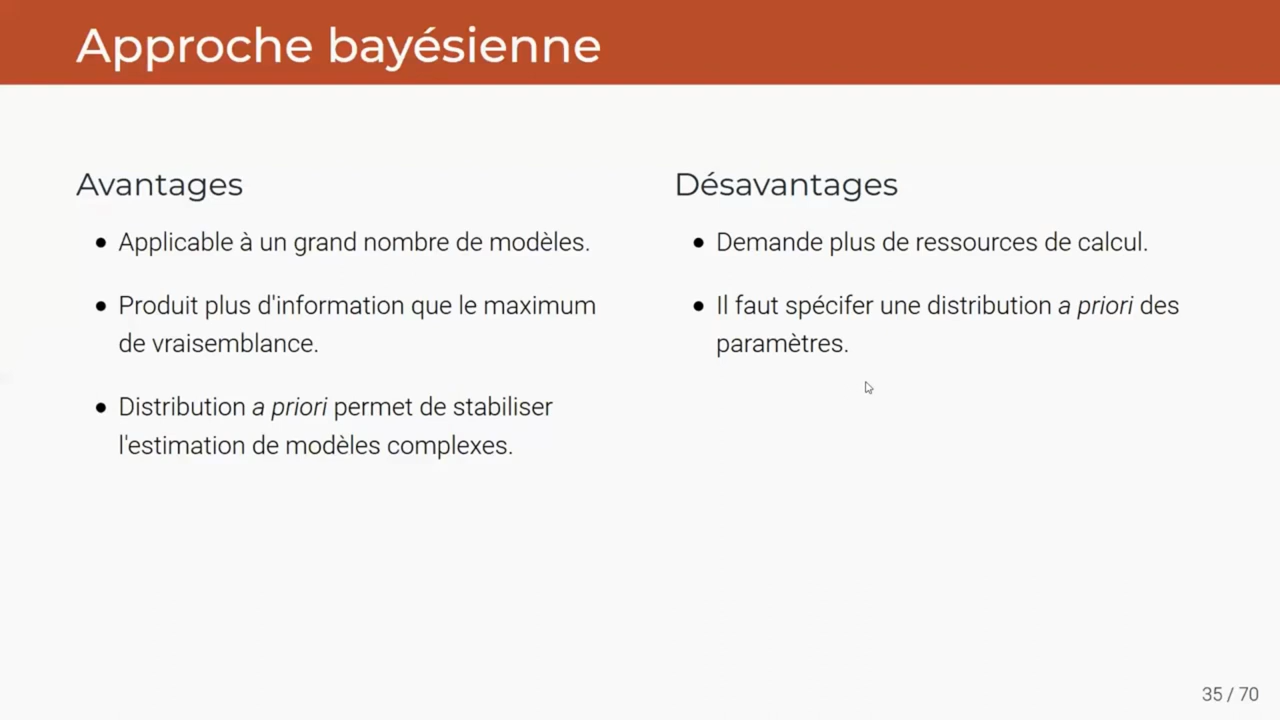 Approche bayésienne
Avantages
• Applicable à un grand nombre de modèles.
• Produit plus d'information que le maximum
de vraisemblance.
• Distribution a priori permet de stabiliser
l'estimation de modèles complexes.
Désavantages
• Demande plus de ressources de calcul.
• Il faut spécifer une distribution a priori des
paramètres.
35 / 70